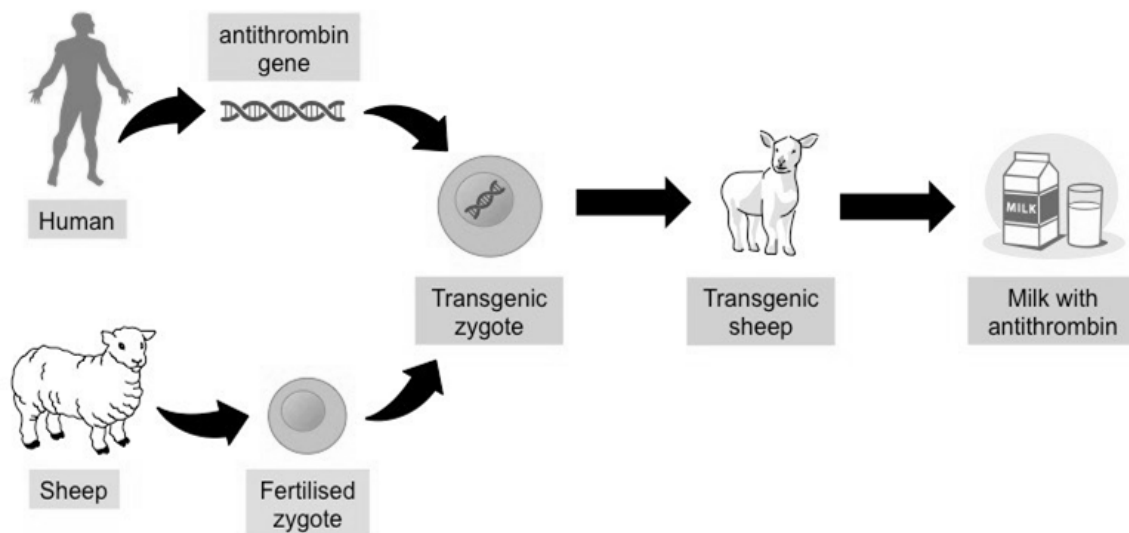 antithrombin
gene
Human
MILK
Transgenic
zygote
Transgenic
sheep
Milk with
antithrombin
Sheep
Fertilised
zygote